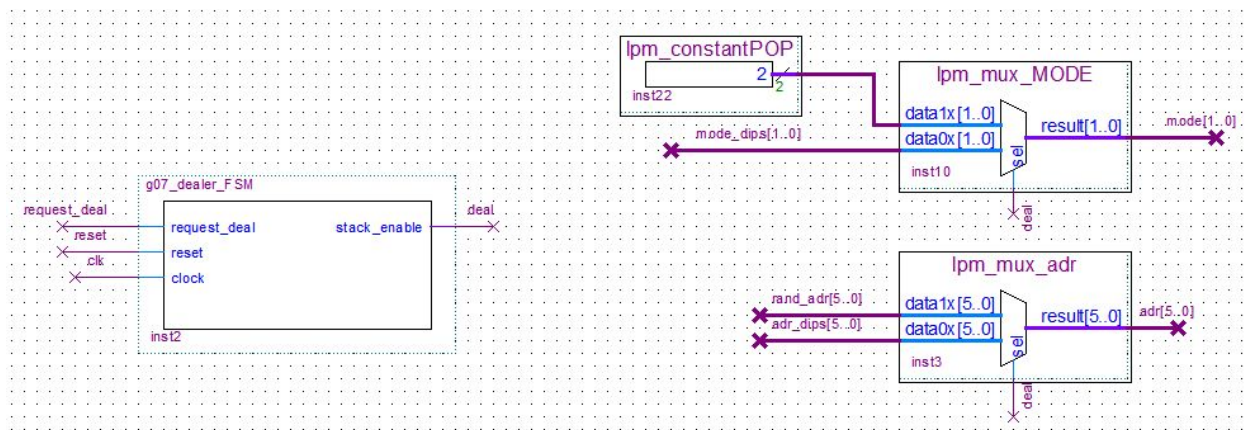 lpm_constantPOP
2
2
inst22
lpm_mux_MODE
data1x[1..0]
data0x[1..0]
result[1..0]
sel
inst10
mode_dips[1..0]
mode[1..0]
deal
g07_dealer_FSM
request_deal
reset
clk
request_deal
reset
clock
stack_enable
deal
inst2
lpm_mux_adr
rand_adr[5..0]
adr_dips[5..0]
data1x[5..0]
data0x[5..0]
result[5..0]
adr[5..0]
sel
inst3
deal